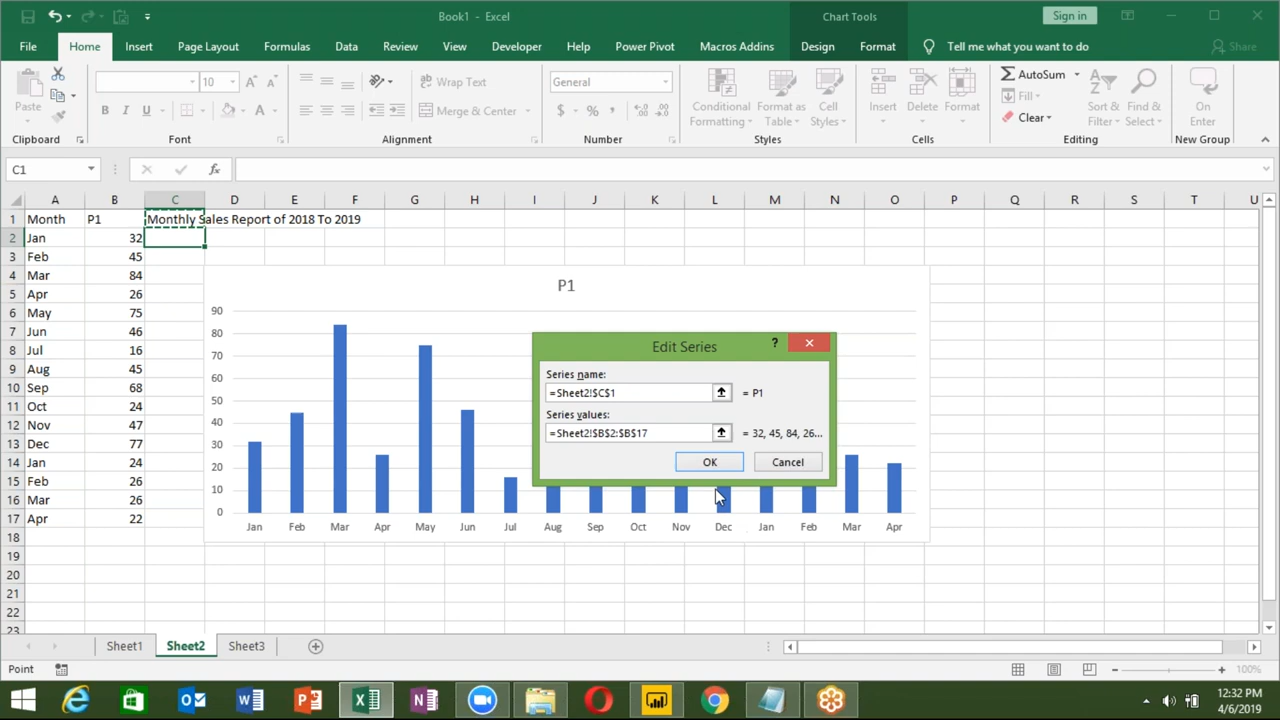 Book1 - Excel
Chart Tools
Sign in
File
Home
Insert
Page Layout
Formulas
Data
Review
View
Developer
Help
Power Pivot
Macros Addins
Design
Format
Tell me what you want to do
Share
Paste
10
A
A
B
I
U
A
Wrap Text
Merge & Center
General
$
%
Conditional
Formatting
Format as
Table
Cell
Styles
Insert
Delete
Format
AutoSum
Fill
Clear
Sort &
Filter
Find &
Select
On
Enter
Clipboard
Font
Alignment
Number
Styles
Cells
Editing
New Group
C1
fx
A B C D E F G H I J K L M N O P Q R S T U
1 Month P1 Monthly Sales Report of 2018 To 2019
2 Jan 32
3 Feb 45
4 Mar 84
5 Apr 26
6 May 75
7 Jun 46
8 Jul 16
9 Aug 45
10 Sep 68
11 Oct 24
12 Nov 47
13 Dec 77
14 Jan 24
15 Feb 26
16 Mar 26
17 Apr 22
18
19
20
21
22
23
P1
90
80
70
60
50
40
30
20
10
0
Jan Feb Mar Apr May Jun Jul Aug Sep Oct Nov Dec Jan Feb Mar Apr
Edit Series
?
Series name:
=Sheet2!$C$1
= P1
Series values:
=Sheet2!$B$2:$B$17
= 32, 45, 84, 26...
OK
Cancel
Sheet1
Sheet2
Sheet3
Point
100%
12:32 PM
4/6/2019